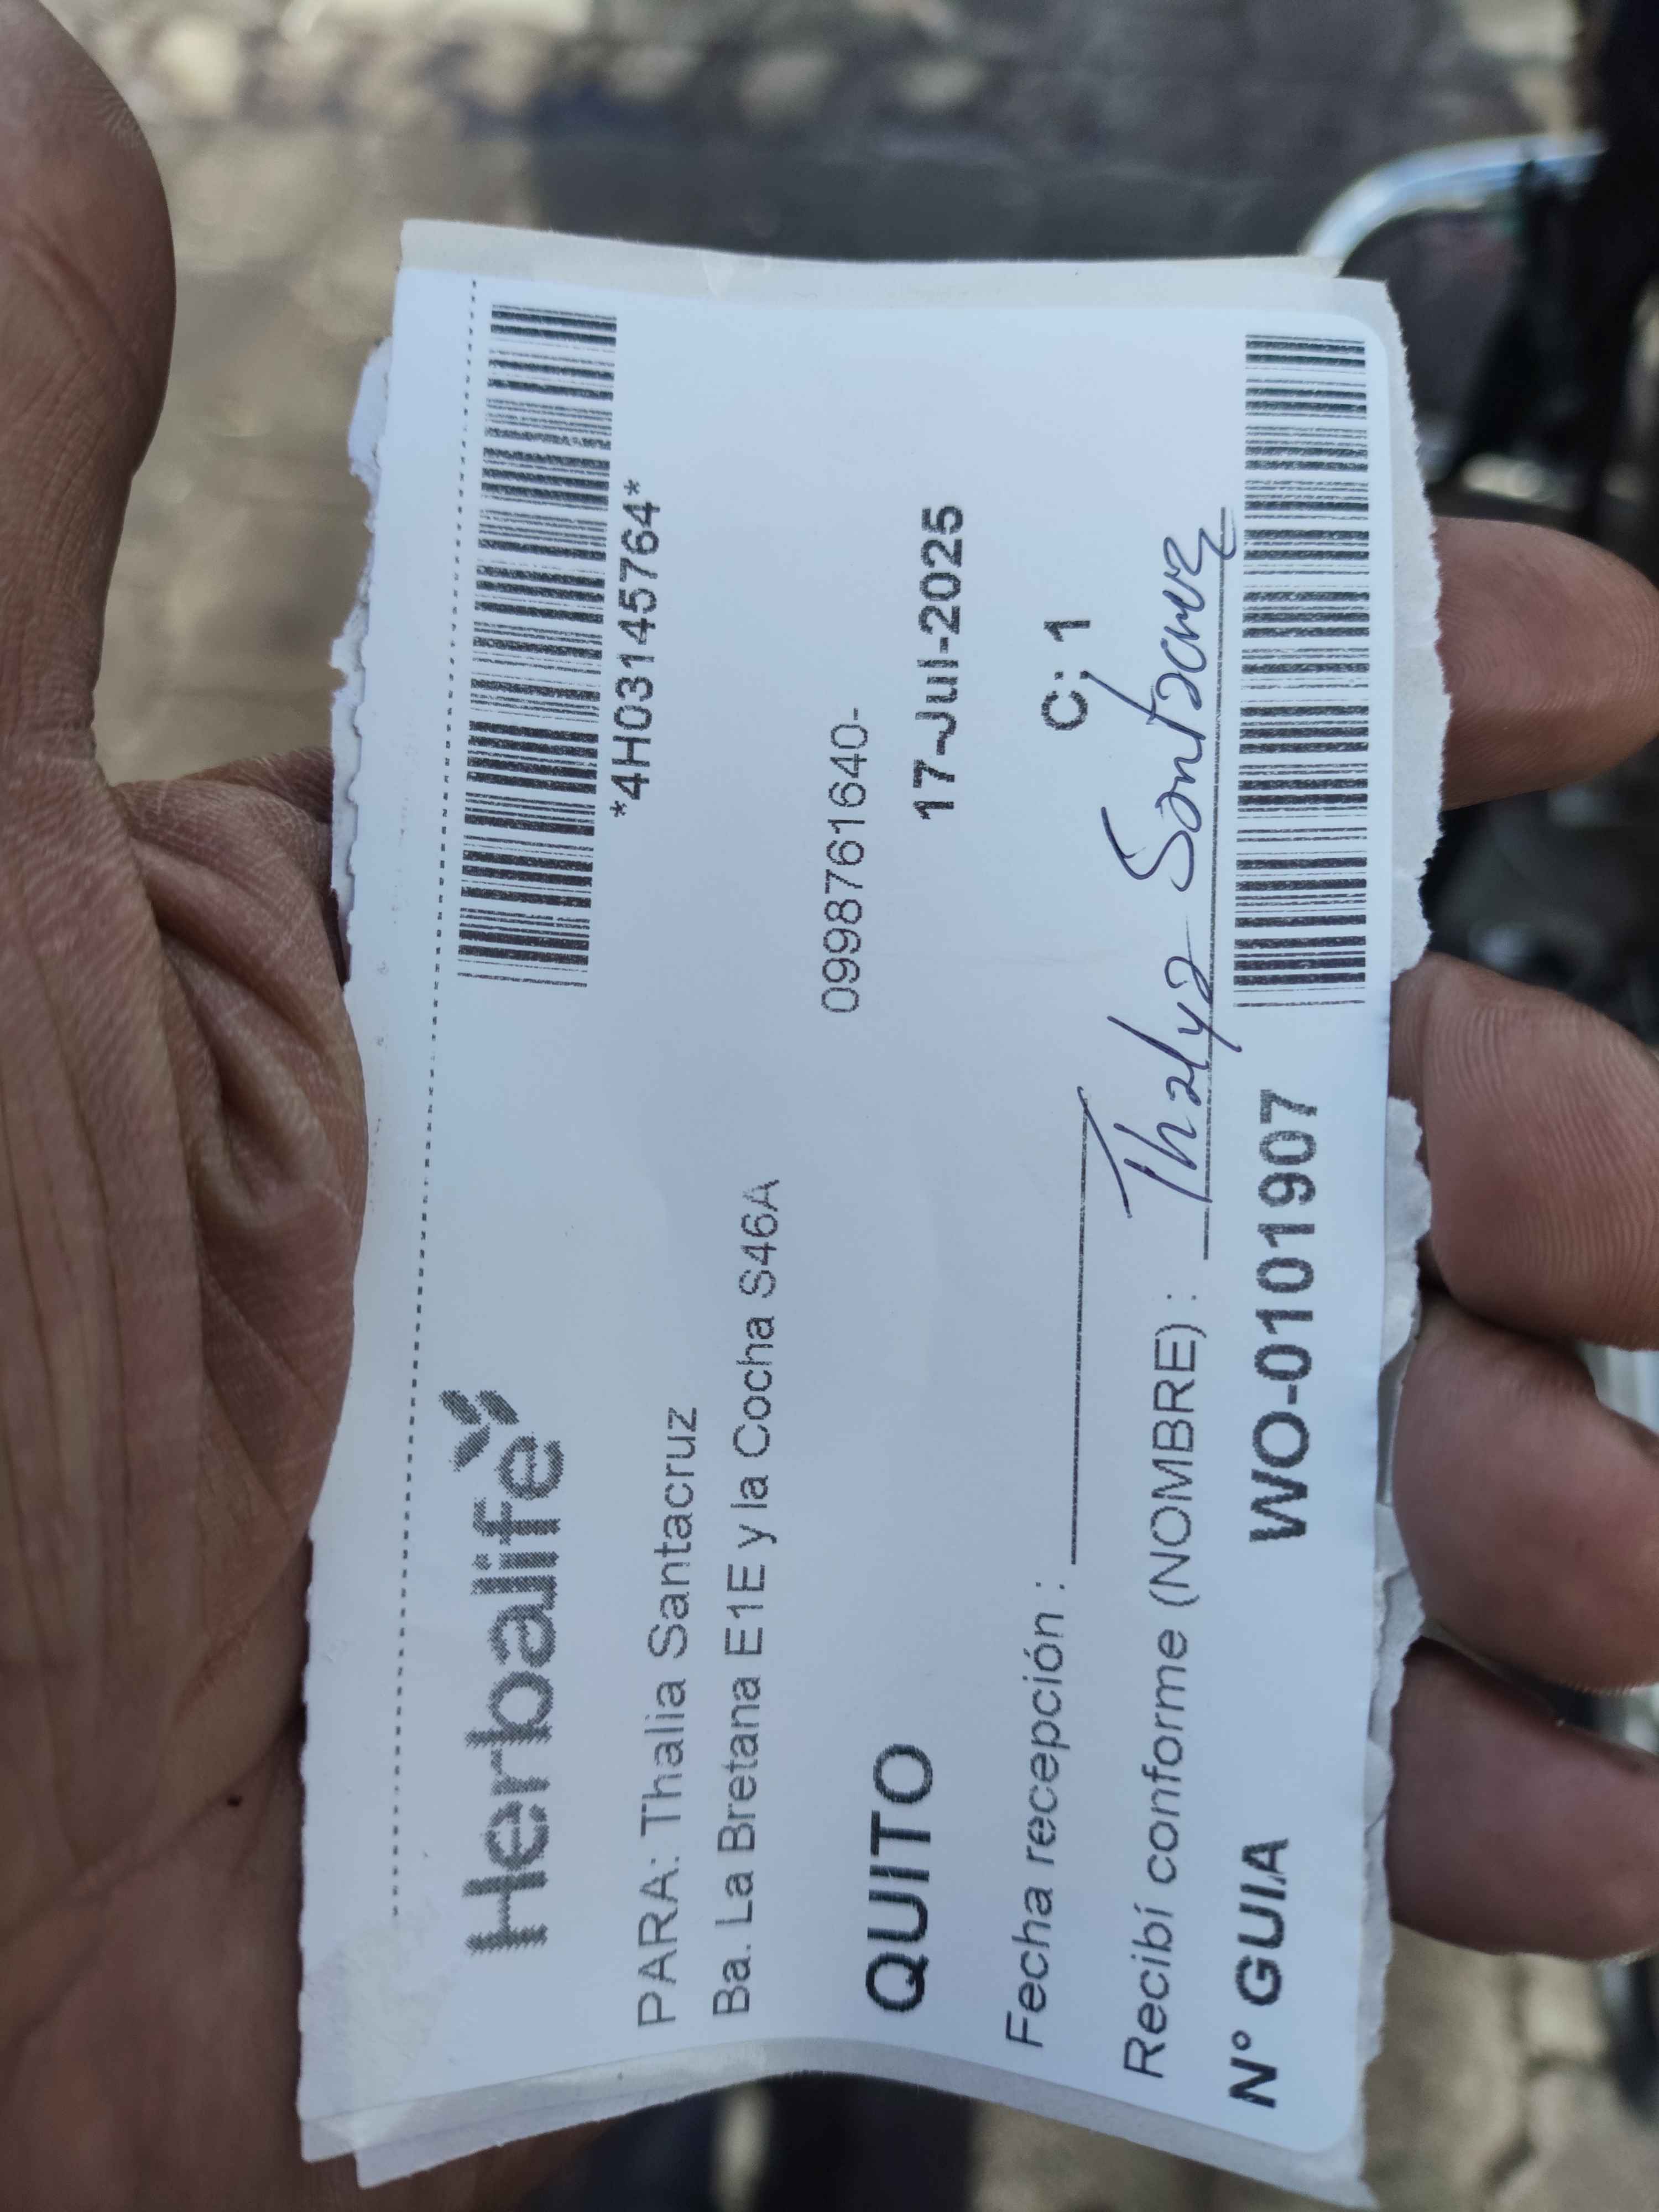 Herbalife
*4H03145764*
PARA: Thalia Santacruz
Ba. La Bretana E1E y la Cocha S46A
0998761640-
QUITO
17-Jul-2025
Fecha recepción :
C: 1
Recibí conforme (NOMBRE) : Thalya Santacruz
N° GUIA WO-0101907